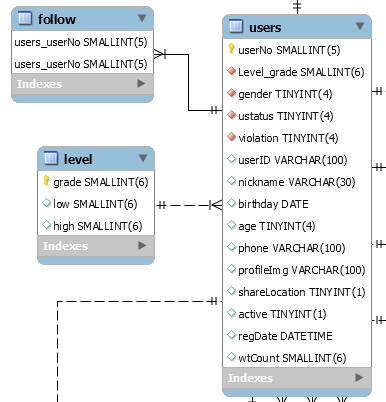 follow
users_userNo SMALLINT(5)
users_userNo SMALLINT(5)
Indexes
level
grade SMALLINT(6)
low SMALLINT(6)
high SMALLINT(6)
Indexes
users
userNo SMALLINT(5)
Level_grade SMALLINT(6)
gender TINYINT(4)
ustatus TINYINT(4)
violation TINYINT(4)
userID VARCHAR(100)
nickname VARCHAR(30)
birthday DATE
age TINYINT(4)
phone VARCHAR(100)
profileImg VARCHAR(100)
shareLocation TINYINT(1)
active TINYINT(1)
regDate DATETIME
wtCount SMALLINT(6)
Indexes